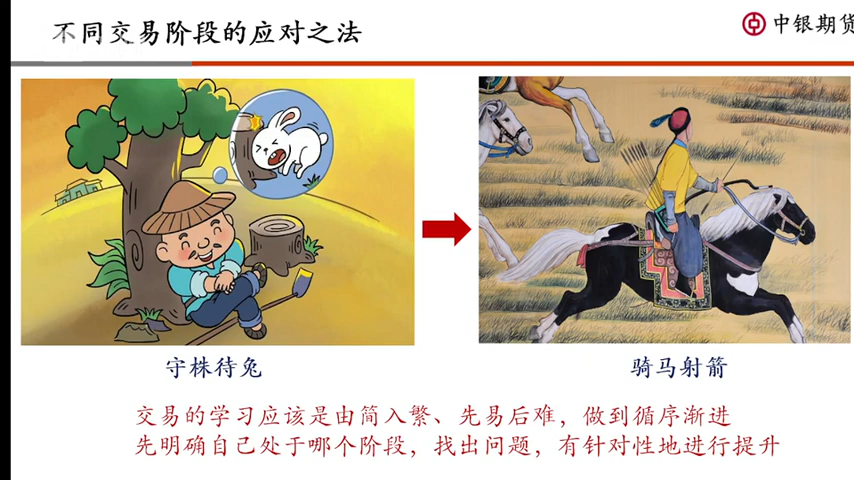 不同交易阶段的应对之法
中银期货
守株待兔
骑马射箭
交易的学习应该是由简入繁、先易后难，做到循序渐进
先明确自己处于哪个阶段，找出问题，有针对性地进行提升